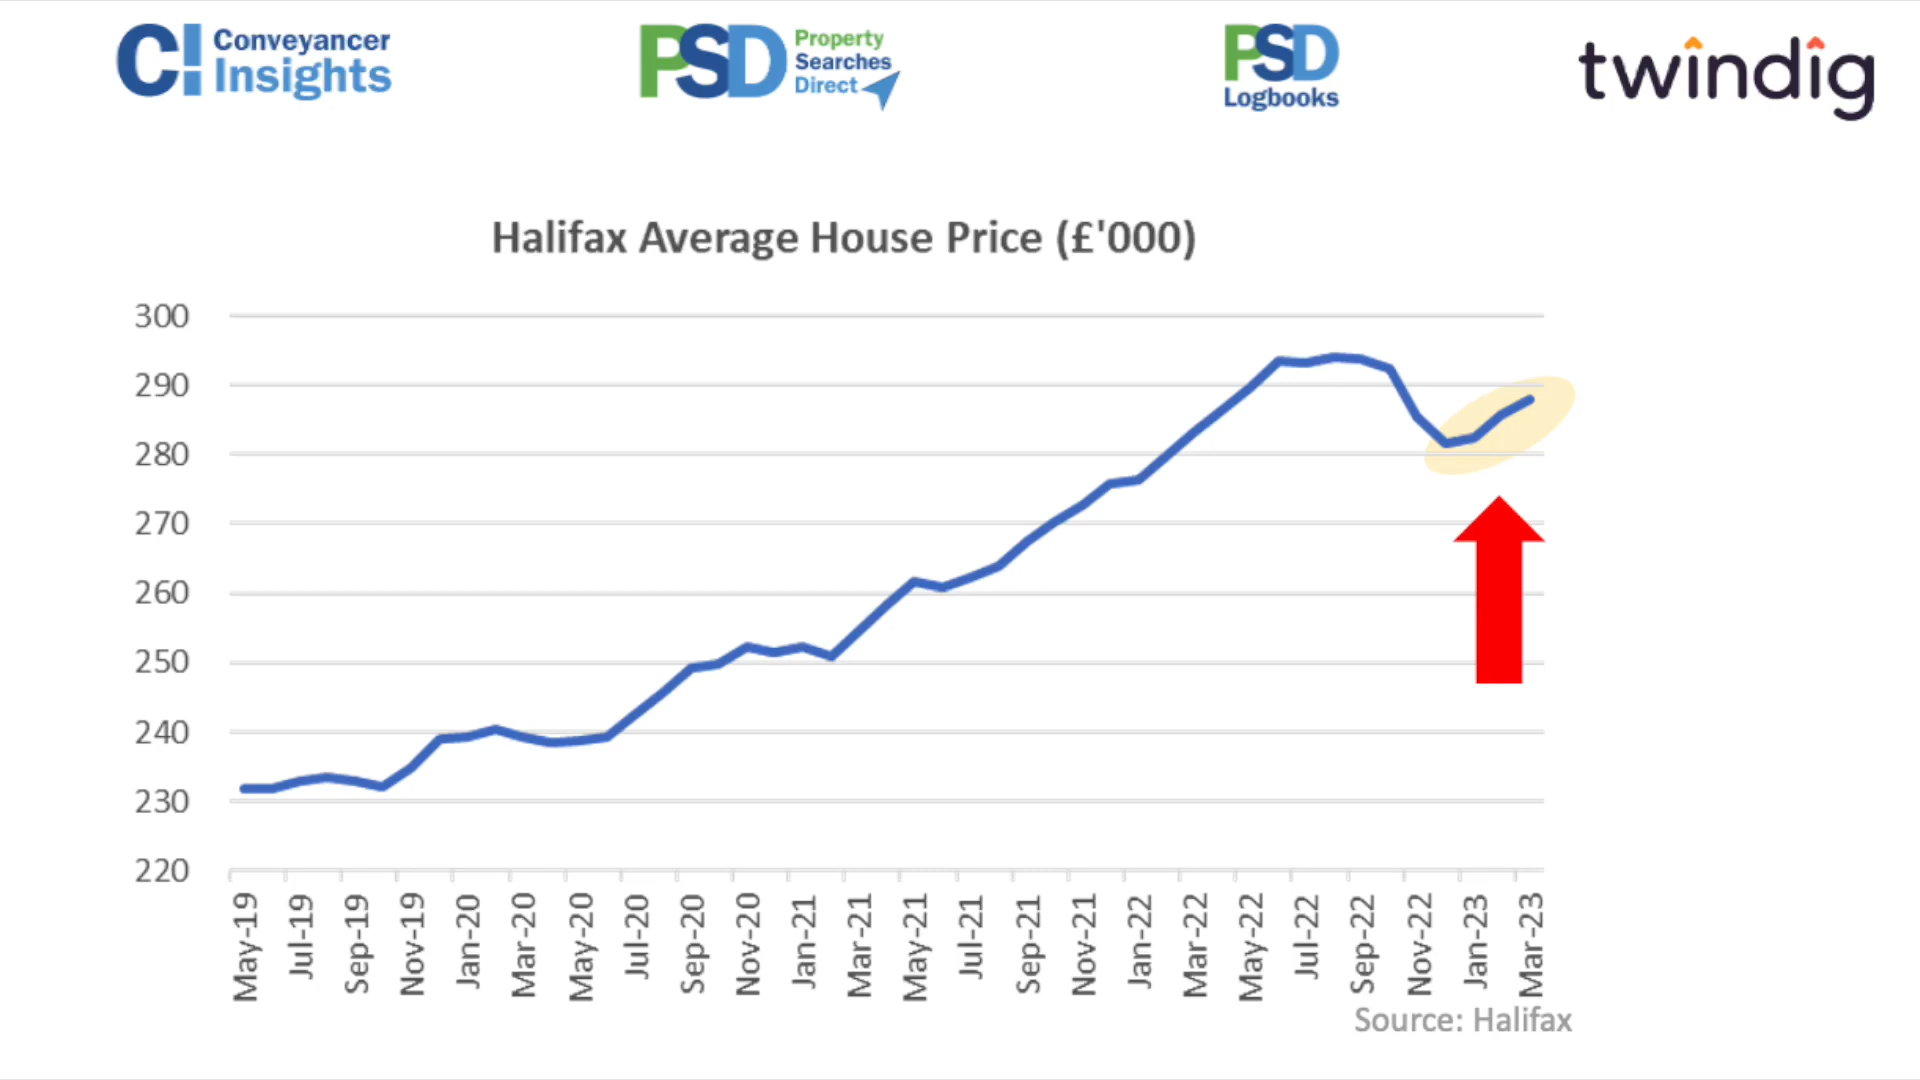 C! Conveyancer
Insights
PSD Property
Searches
Direct
PSD
Logbooks
twindig
Halifax Average House Price (£'000)
300
290
280
270
260
250
240
230
220
May-19
Jul-19
Sep-19
Nov-19
Jan-20
Mar-20
May-20
Jul-20
Sep-20
Nov-20
Jan-21
Mar-21
May-21
Jul-21
Sep-21
Nov-21
Jan-22
Mar-22
May-22
Jul-22
Sep-22
Nov-22
Jan-23
Mar-23
Source: Halifax